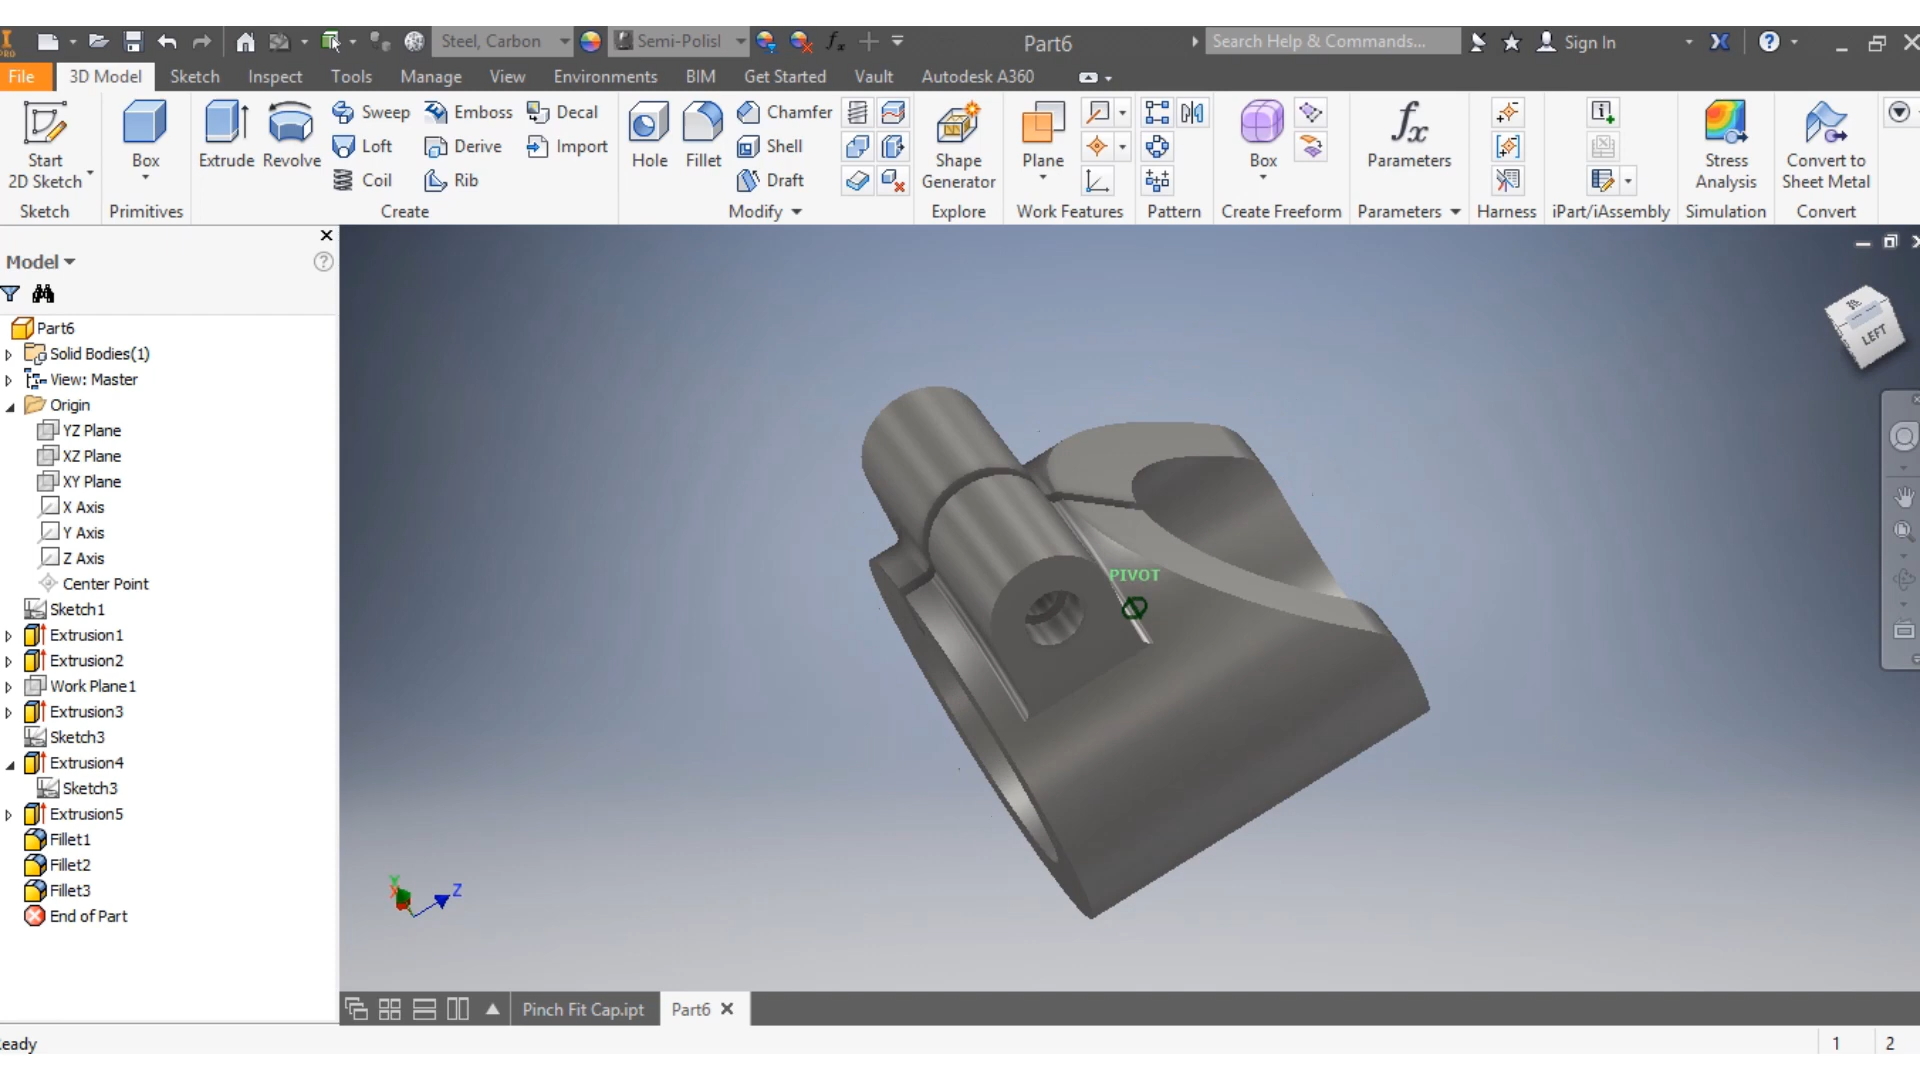 PRO
Steel, Carbon
Semi-Polisl
Part6
Search Help & Commands...
Sign In
File
3D Model
Sketch
Inspect
Tools
Manage
View
Environments
BIM
Get Started
Vault
Autodesk A360
Start
2D Sketch
Box
Extrude
Revolve
Sweep
Loft
Coil
Emboss
Derive
Rib
Decal
Import
Hole
Fillet
Chamfer
Shell
Draft
Shape
Generator
Plane
Box
fx
Parameters
Stress
Analysis
Convert to
Sheet Metal
Sketch
Primitives
Create
Modify
Explore
Work Features
Pattern
Create Freeform
Parameters
Harness
iPart/iAssembly
Simulation
Convert
Model
Part6
Solid Bodies(1)
View: Master
Origin
YZ Plane
XZ Plane
XY Plane
X Axis
Y Axis
Z Axis
Center Point
Sketch1
Extrusion1
Extrusion2
Work Plane1
Extrusion3
Sketch3
Extrusion4
Sketch3
Extrusion5
Fillet1
Fillet2
Fillet3
End of Part
LEFT
PIVOT
Y
X
Z
Pinch Fit Cap.ipt
Part6
eady
1
2